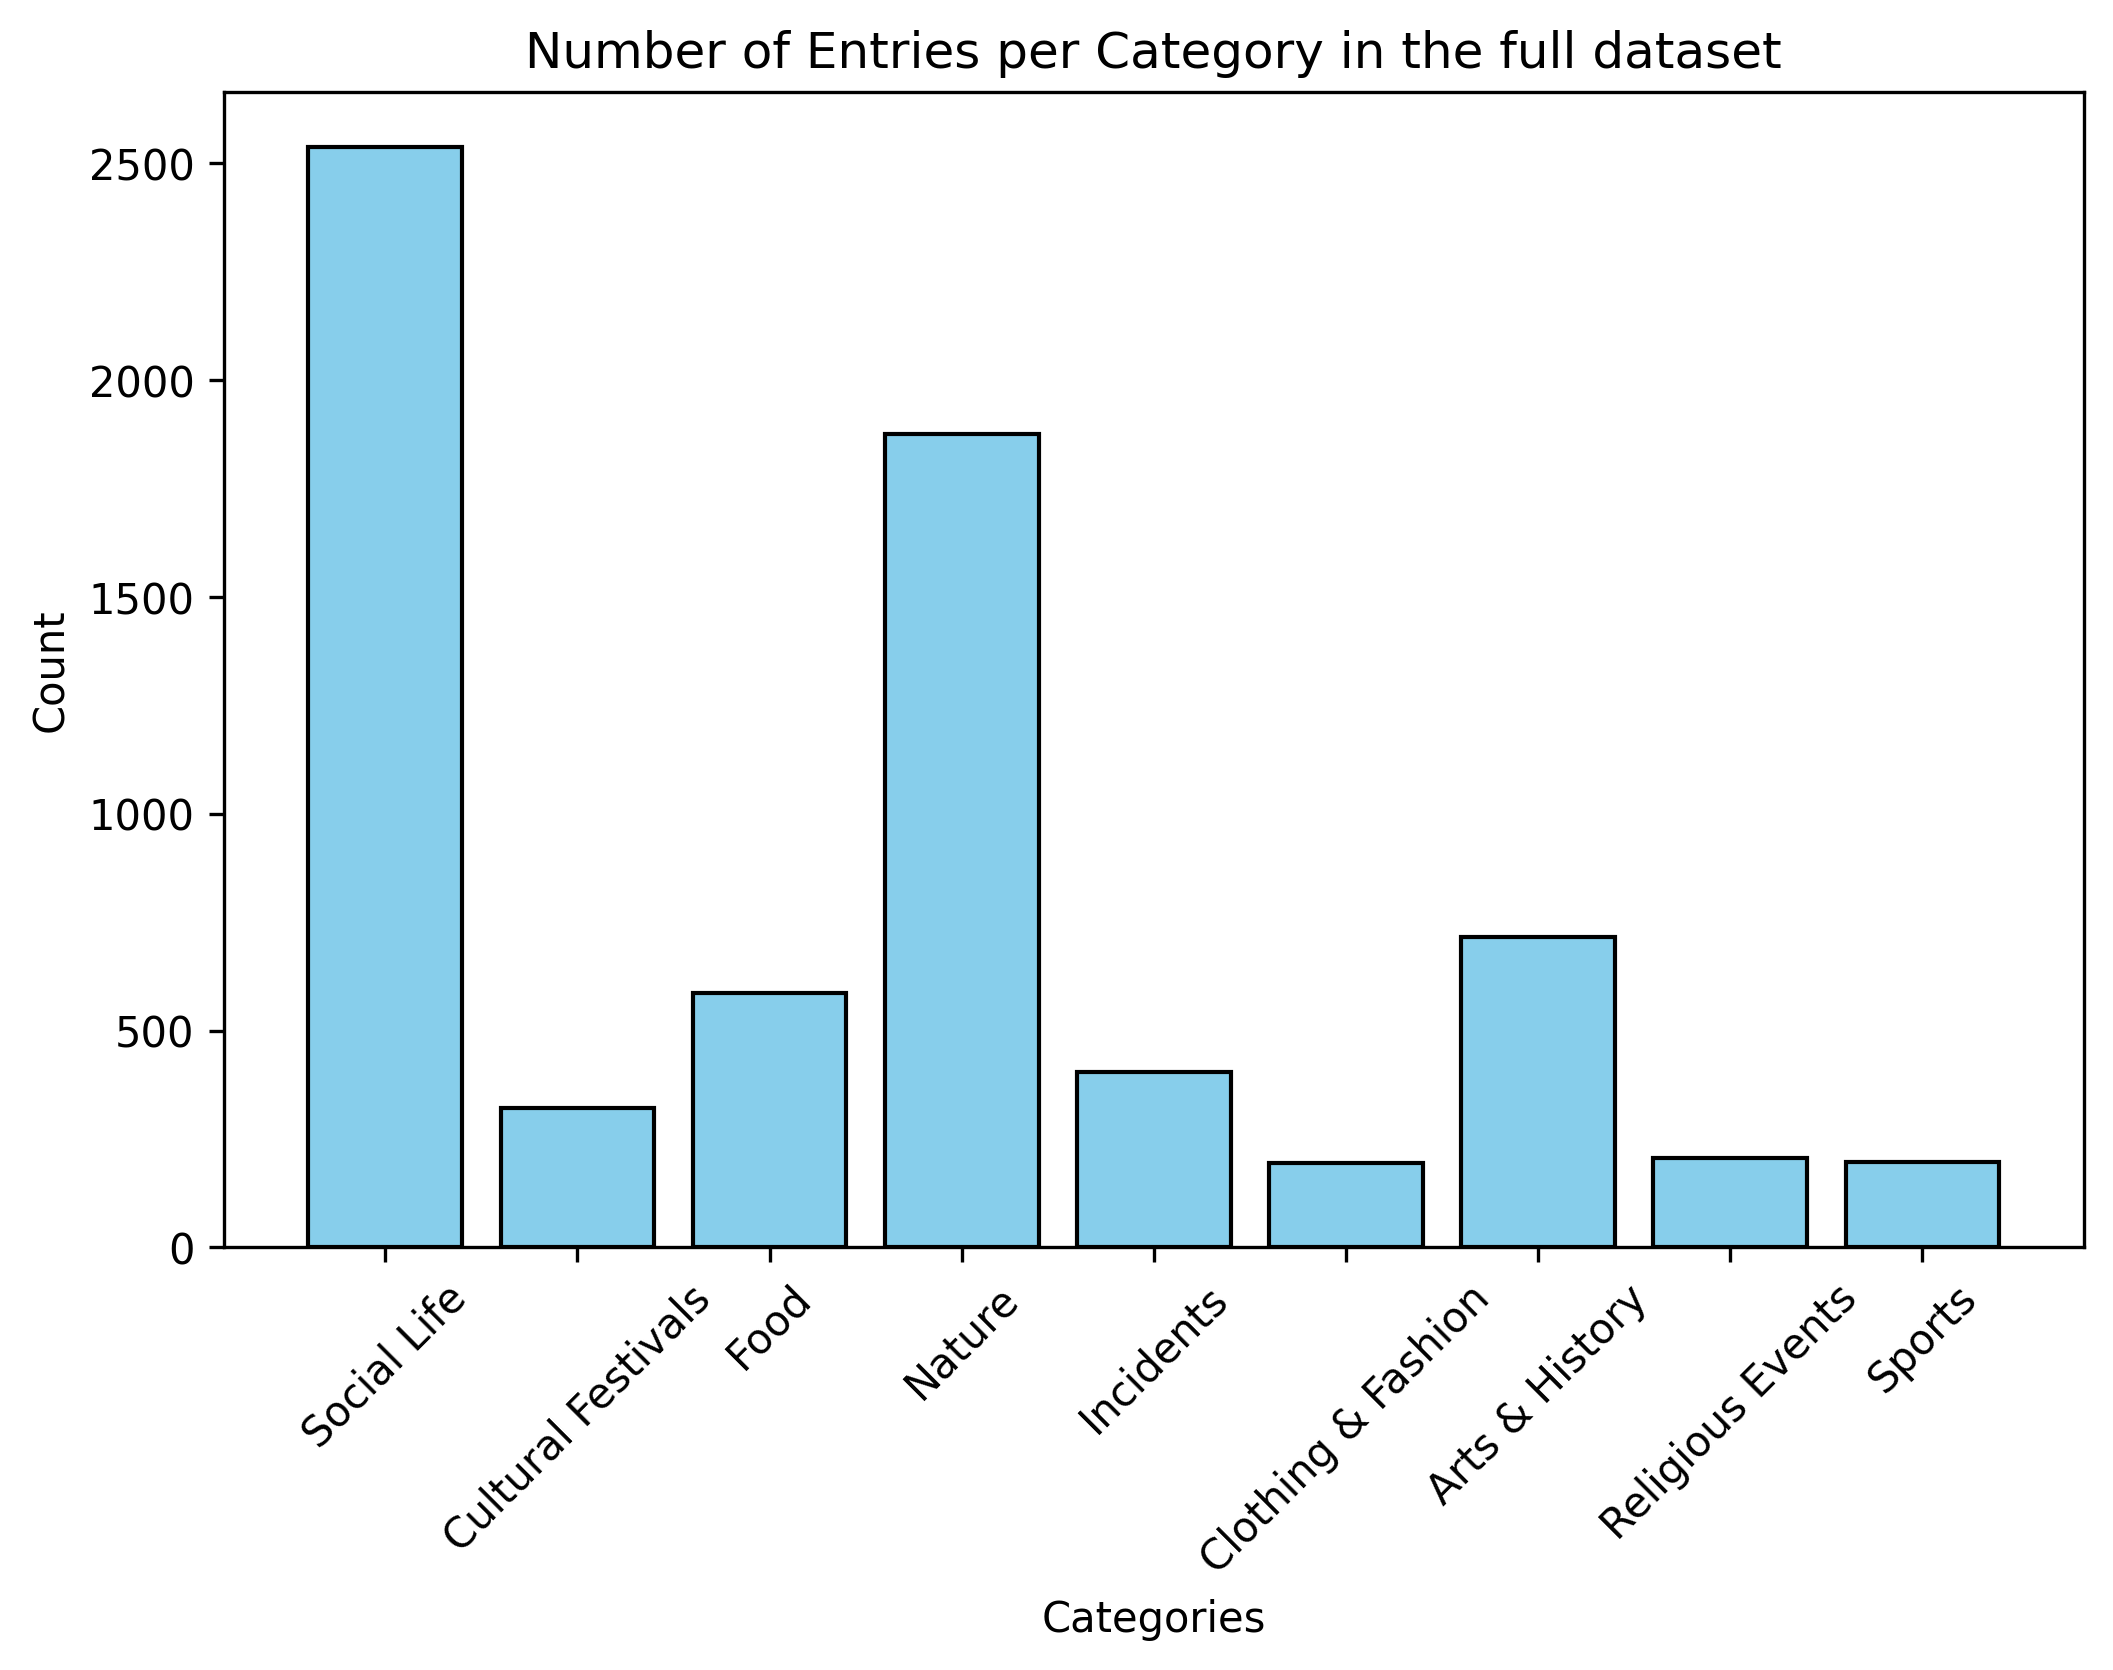 Number of Entries per Category in the full dataset
Count
2500
2000
1500
1000
500
0
Social Life
Cultural Festivals
Food
Nature
Incidents
Clothing & Fashion
Arts & History
Religious Events
Sports
Categories